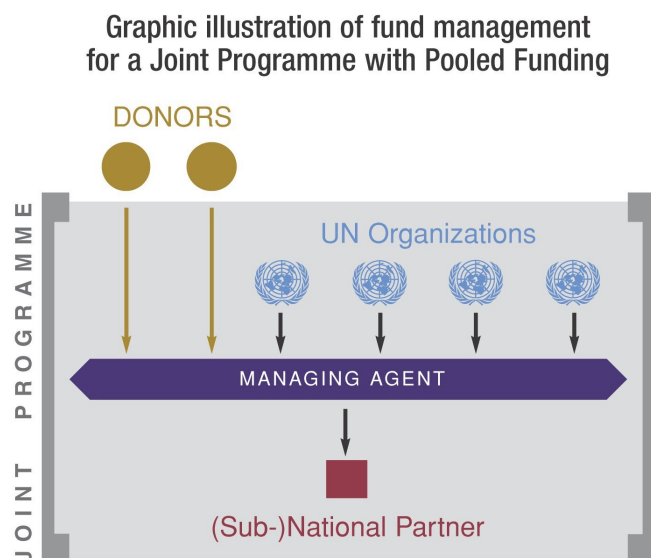 Graphic illustration of fund management
for a Joint Programme with Pooled Funding
DONORS
JOINT PROGRAMME
UN Organizations
MANAGING AGENT
(Sub-)National Partner